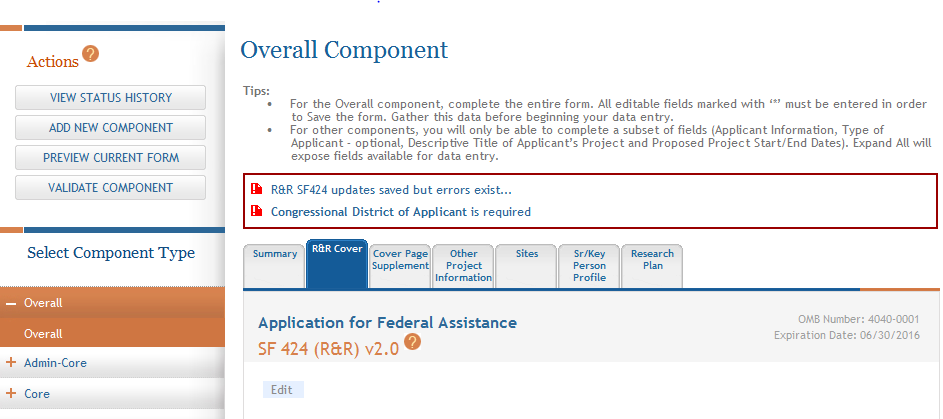 Actions ?
VIEW STATUS HISTORY
ADD NEW COMPONENT
PREVIEW CURRENT FORM
VALIDATE COMPONENT
Select Component Type
Overall
Overall
Admin-Core
Core
Overall Component
Tips:
• For the Overall component, complete the entire form. All editable fields marked with ‘*’ must be entered in order
to Save the form. Gather this data before beginning your data entry.
• For other components, you will only be able to complete a subset of fields (Applicant Information, Type of
Applicant - optional, Descriptive Title of Applicant’s Project and Proposed Project Start/End Dates). Expand All will
expose fields available for data entry.
R&R SF424 updates saved but errors exist...
Congressional District of Applicant is required
Summary
R&R Cover
Cover Page
Supplement
Other
Project
Information
Sites
Sr/Key
Person
Profile
Research
Plan
Application for Federal Assistance
SF 424 (R&R) v2.0 ?
OMB Number: 4040-0001
Expiration Date: 06/30/2016
Edit